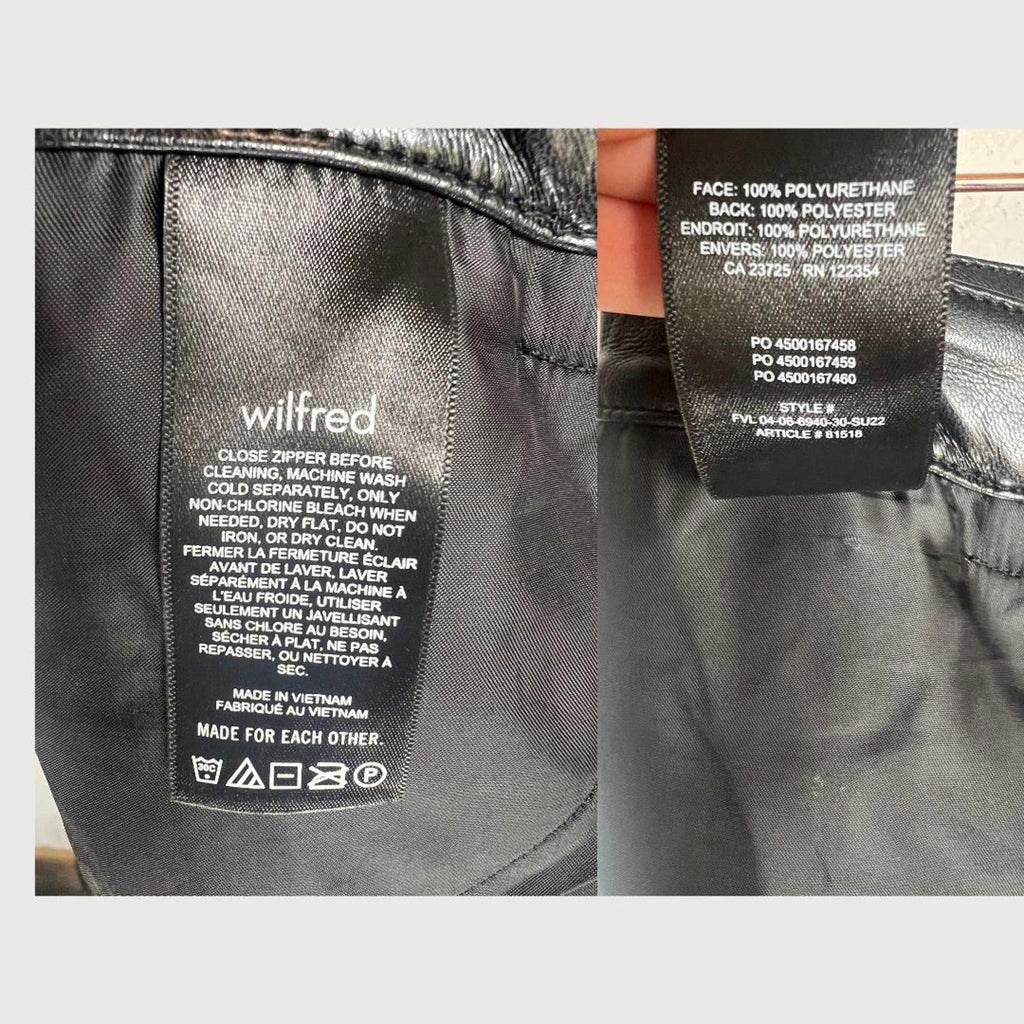 wilfred
CLOSE ZIPPER BEFORE
CLEANING, MACHINE WASH
COLD SEPARATELY, ONLY
NON-CHLORINE BLEACH WHEN
NEEDED, DRY FLAT, DO NOT
IRON, OR DRY CLEAN.
FERMER LA FERMETURE ÉCLAIR
AVANT DE LAVER, LAVER
SÉPARÉMENT À LA MACHINE À
L'EAU FROIDE, UTILISER
SEULEMENT UN JAVELLISANT
SANS CHLORE AU BESOIN,
SÉCHER À PLAT, NE PAS
REPASSER, OU NETTOYER À
SEC.
MADE IN VIETNAM
FABRIQUÉ AU VIETNAM
MADE FOR EACH OTHER.
30C P
FACE: 100% POLYURETHANE
BACK: 100% POLYESTER
ENDROIT: 100% POLYURÉTHANE
ENVERS: 100% POLYESTER
CA 23725 RN 122354
PO 4500167458
PO 4500167459
PO 4500167460
STYLE #
FVL 04-06-6940-30-SU22
ARTICLE # 81518